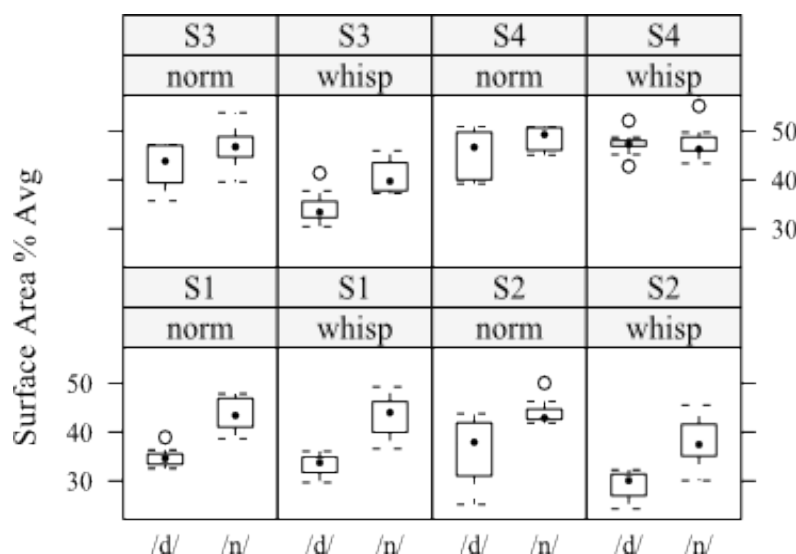 S3 S3 S4 S4
norm whisp norm whisp
50
40
30
Surface Area % Avg
S1 S1 S2 S2
norm whisp norm whisp
50
40
30
/d/ /n/ /d/ /n/ /d/ /n/ /d/ /n/